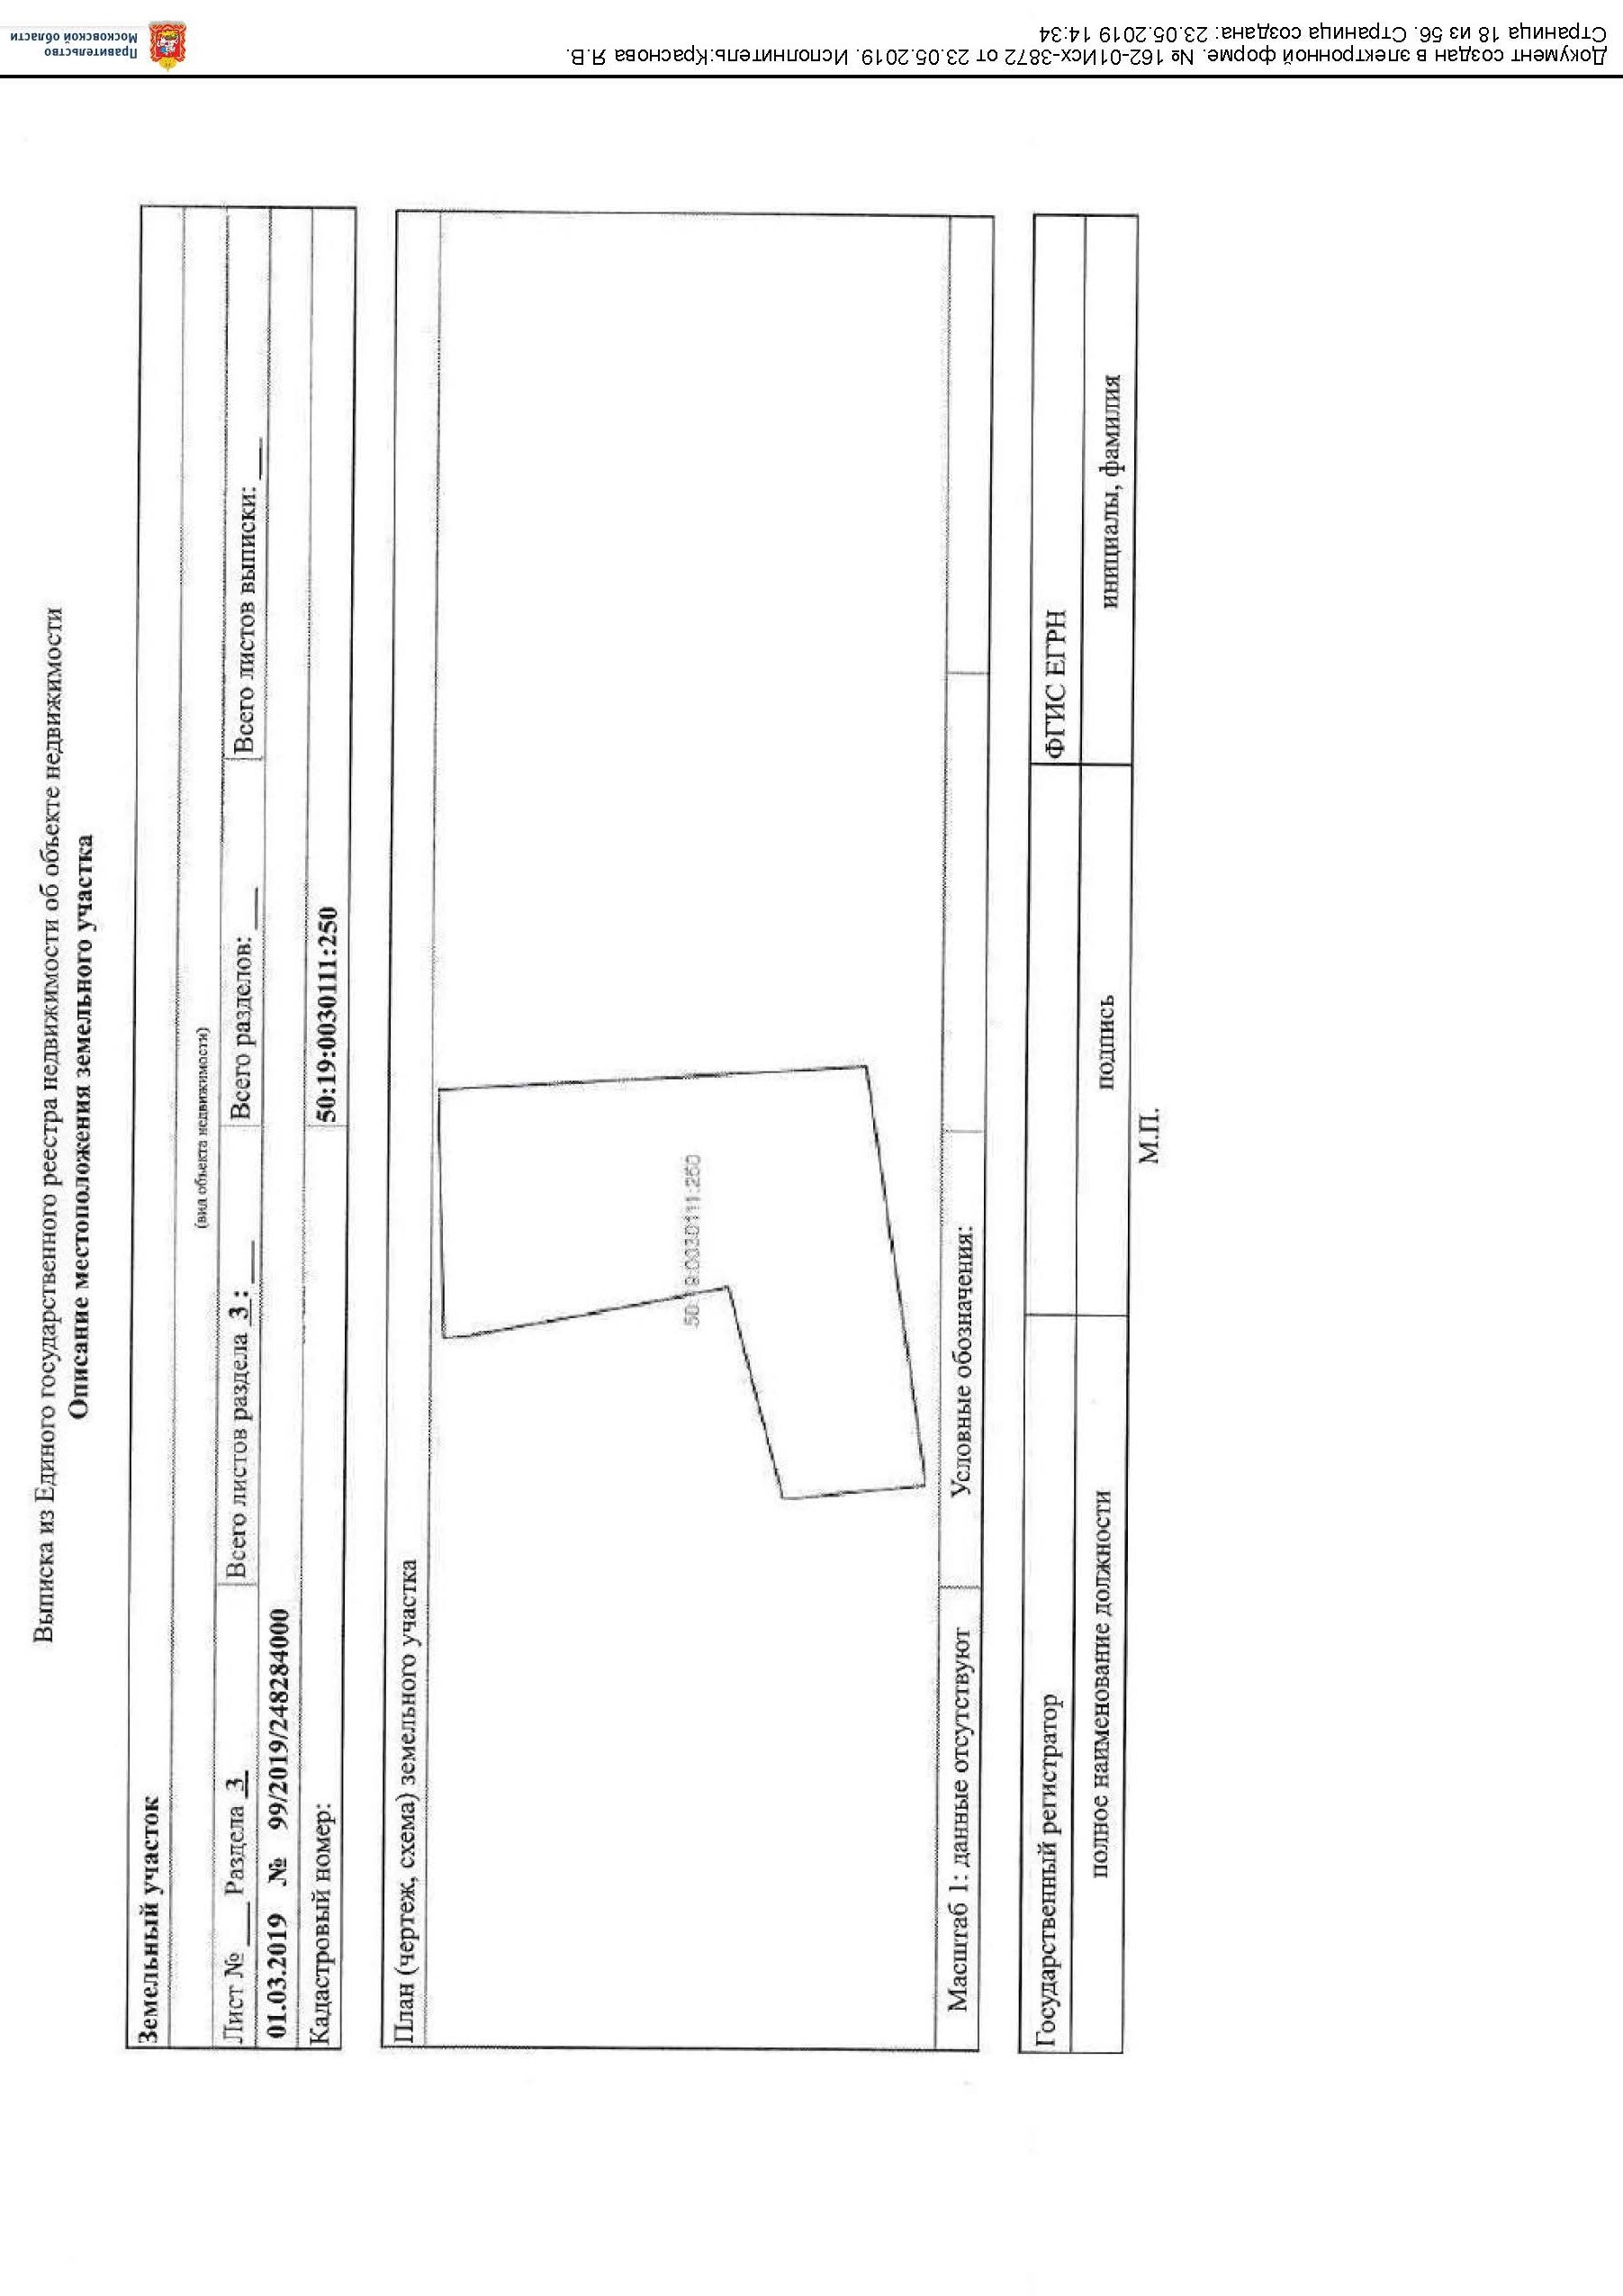 Выписка из Единого государственного реестра недвижимости об объекте недвижимости
Описание местоположения земельного участка
Земельный участок
(вид объекта недвижимости)
Лист № ___ Раздела 3 Всего листов раздела 3 : ___ Всего разделов: ___ Всего листов выписки: ___
01.03.2019 № 99/2019/248284000
Кадастровый номер: 50:19:0030111:250
План (чертеж, схема) земельного участка
50:19:0030111:250
Масштаб 1: данные отсутствуют Условные обозначения:
Государственный регистратор ФГИС ЕГРН
полное наименование должности подпись инициалы, фамилия
М.П.
Документ создан в электронной форме. № 162-01Исх-3872 от 23.05.2019. Исполнитель:Краснова Я.В.
Страница 18 из 56. Страница создана: 23.05.2019 14:34
Правительство
Московской области